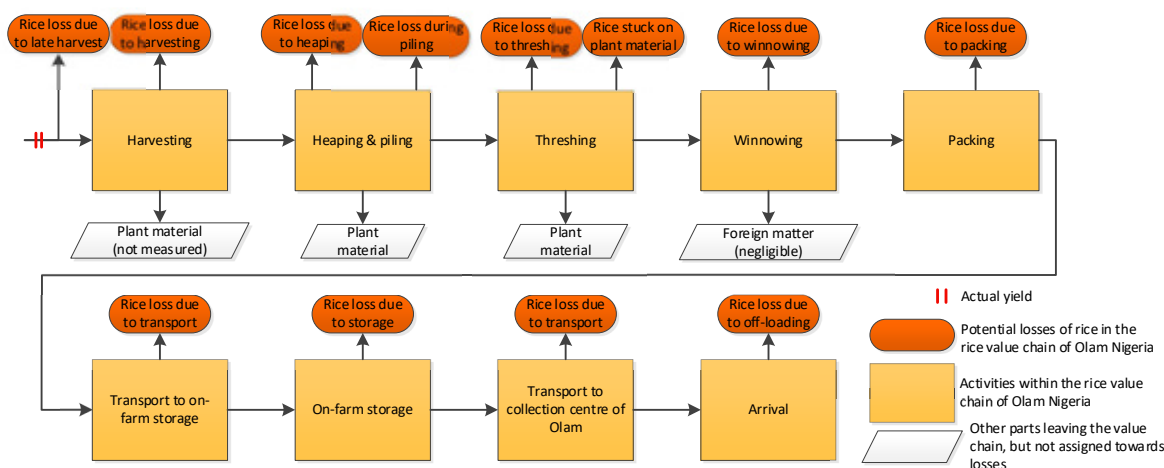 Rice loss due
to late harvest
Rice loss due
to harvesting
Rice loss due
to heaping
Rice loss during
piling
Rice loss due
to threshing
Rice stuck on
plant material
Rice loss due
to winnowing
Rice loss due
to packing
Harvesting
Heaping & piling
Threshing
Winnowing
Packing
Plant material
(not measured)
Plant
material
Plant
material
Foreign matter
(negligible)
Rice loss due
to transport
Rice loss due
to storage
Rice loss due
to transport
Rice loss due
to off-loading
Transport to on-
farm storage
On-farm storage
Transport to
collection centre of
Olam
Arrival
Actual yield
Potential losses of rice in the
rice value chain of Olam Nigeria
Activities within the rice value
chain of Olam Nigeria
Other parts leaving the value
chain, but not assigned towards
losses